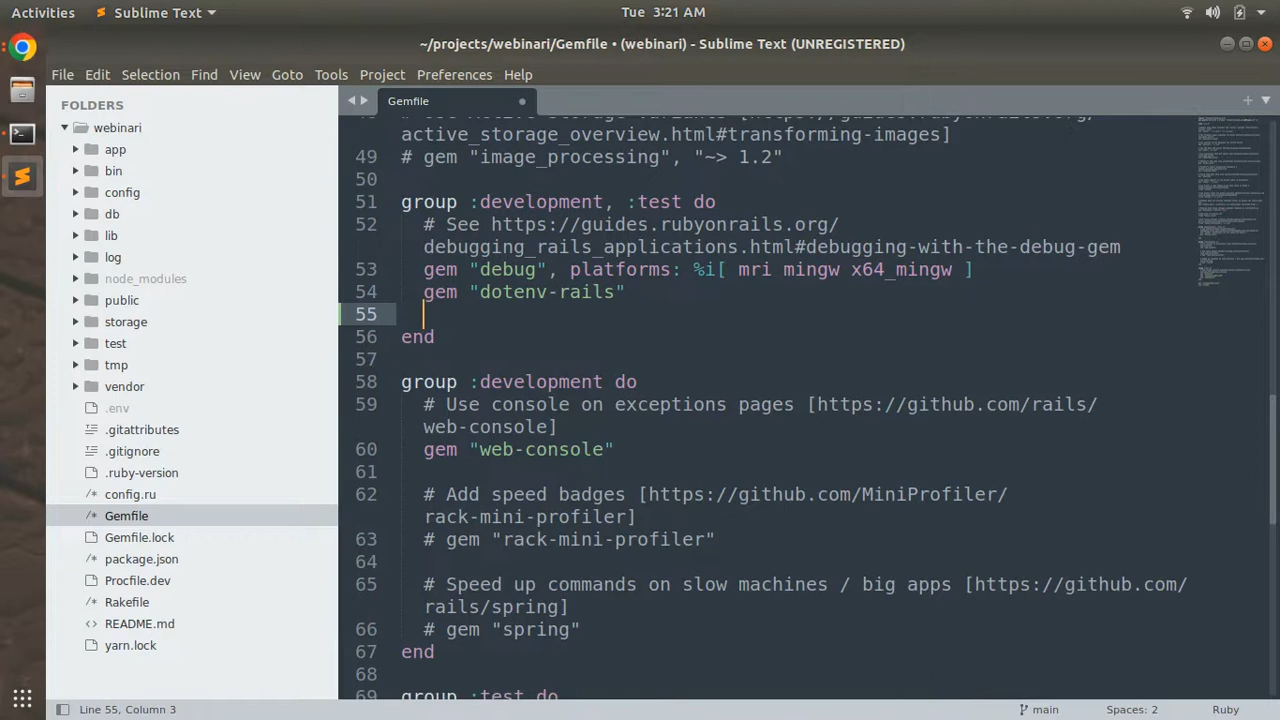 Activities
Sublime Text
Tue 3:21 AM
~/projects/webinari/Gemfile • (webinari) - Sublime Text (UNREGISTERED)
File Edit Selection Find View Goto Tools Project Preferences Help
FOLDERS
webinari
app
bin
config
db
lib
log
node_modules
public
storage
test
tmp
vendor
.env
.gitattributes
.gitignore
.ruby-version
config.ru
Gemfile
Gemfile.lock
package.json
Procfile.dev
Rakefile
README.md
yarn.lock
Gemfile
active_storage_overview.html#transforming-images]
49 # gem "image_processing", "~> 1.2"
50
51 group :development, :test do
52 # See https://guides.rubyonrails.org/
debugging_rails_applications.html#debugging-with-the-debug-gem
53 gem "debug", platforms: %i[ mri mingw x64_mingw ]
54 gem "dotenv-rails"
55
56 end
57
58 group :development do
59 # Use console on exceptions pages [https://github.com/rails/
web-console]
60 gem "web-console"
61
62 # Add speed badges [https://github.com/MiniProfiler/
rack-mini-profiler]
63 # gem "rack-mini-profiler"
64
65 # Speed up commands on slow machines / big apps [https://github.com/
rails/spring]
66 # gem "spring"
67 end
68
69 group :test do
Line 55, Column 3
main
Spaces: 2
Ruby